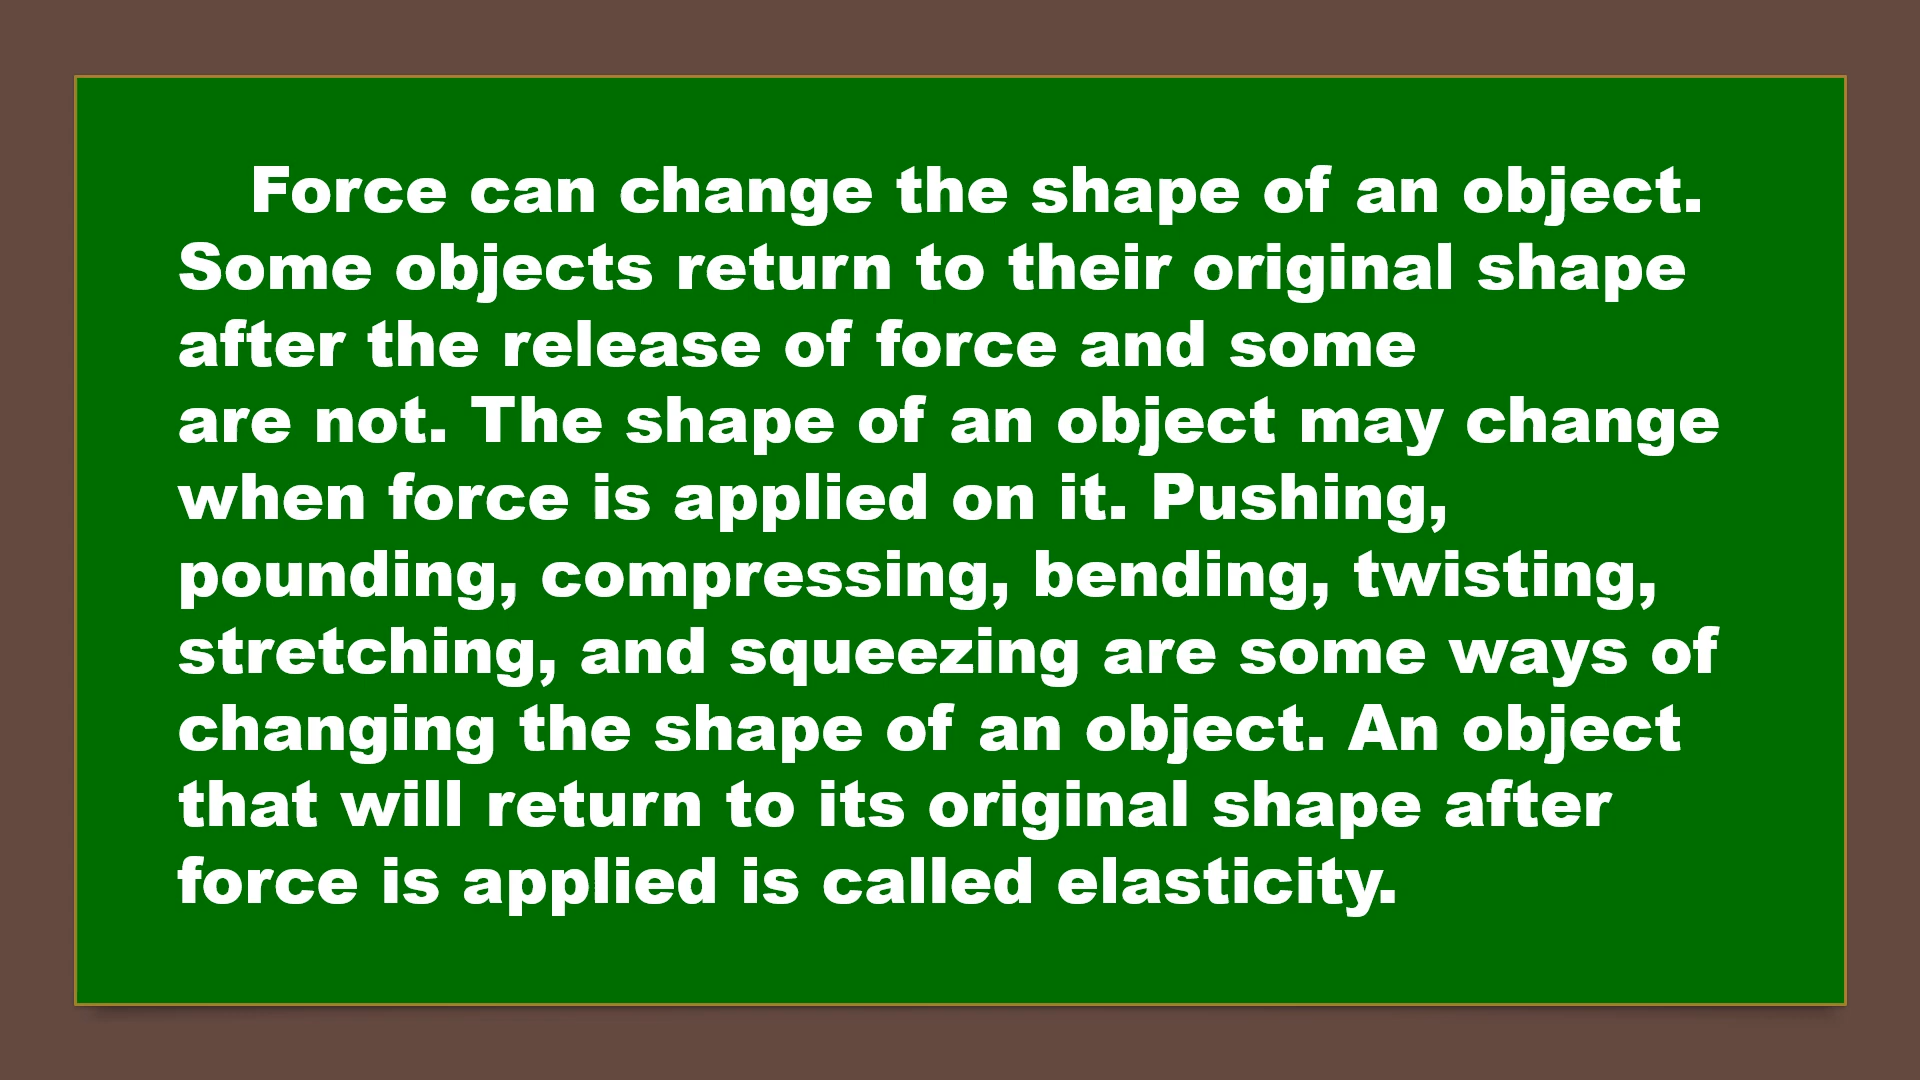 Force can change the shape of an object.
Some objects return to their original shape
after the release of force and some
are not. The shape of an object may change
when force is applied on it. Pushing,
pounding, compressing, bending, twisting,
stretching, and squeezing are some ways of
changing the shape of an object. An object
that will return to its original shape after
force is applied is called elasticity.